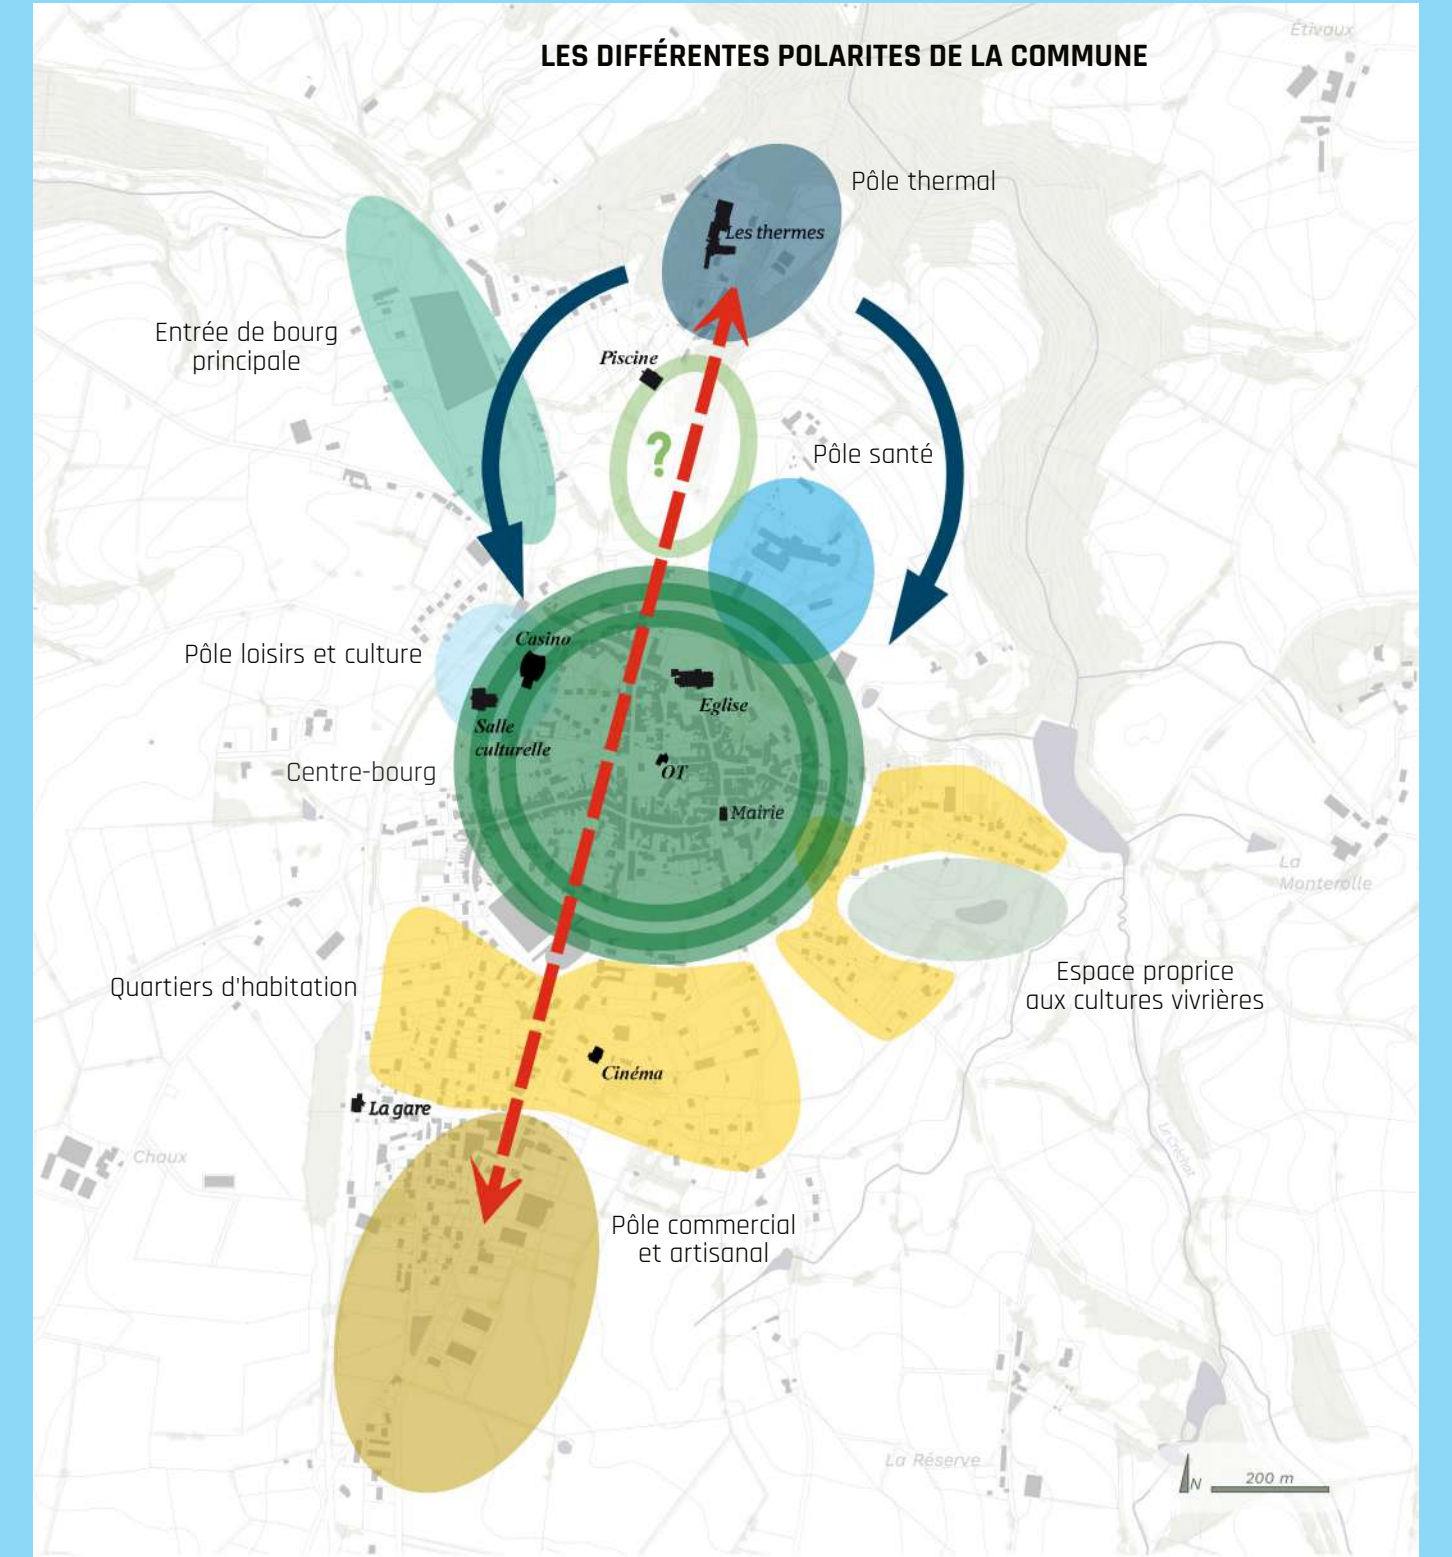 Étivaux
LES DIFFÉRENTES POLARITES DE LA COMMUNE
Pôle thermal
Les thermes
Entrée de bourg
principale
Piscine
?
Pôle santé
Casino
Pôle loisirs et culture
Eglise
Salle
culturelle
Centre-bourg
OT
Mairie
La
Monterolle
Quartiers d'habitation
Espace proprice
aux cultures vivrières
Cinéma
La gare
Chaux
Pôle commercial
et artisanal
La Réserve
N
200 m